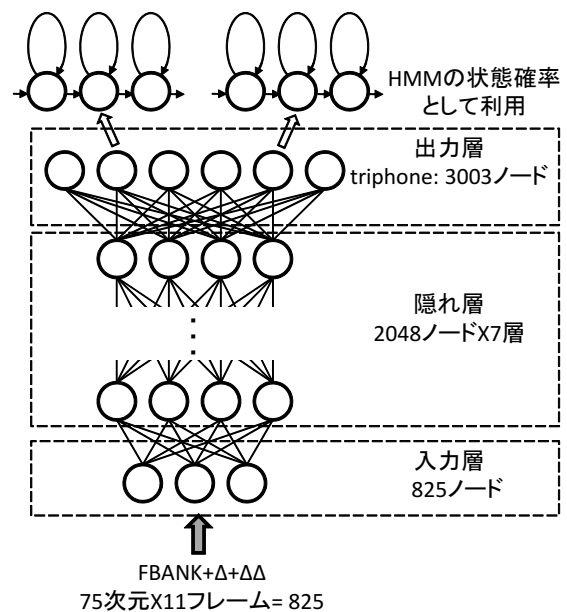 HMMの状態確率
として利用
出力層
triphone: 3003ノード
隠れ層
2048ノードX7層
入力層
825ノード
FBANK+Δ+ΔΔ
75次元X11フレーム= 825